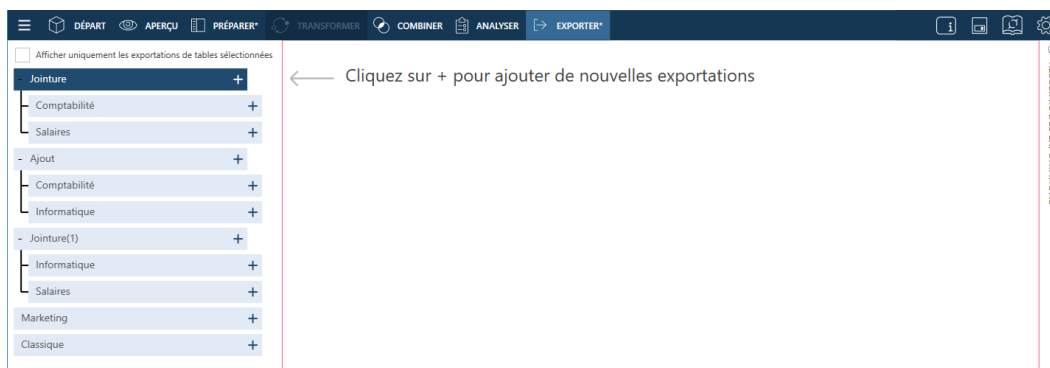 DÉPART APERÇU PRÉPARER* TRANSFORMER COMBINER ANALYSER EXPORTER*
Afficher uniquement les exportations de tables sélectionnées
- Jointure +
Cliquez sur + pour ajouter de nouvelles exportations
Comptabilité +
Salaires +
- Ajout +
Comptabilité +
Informatique +
- Jointure(1) +
Informatique +
Salaires +
Marketing +
Classique +